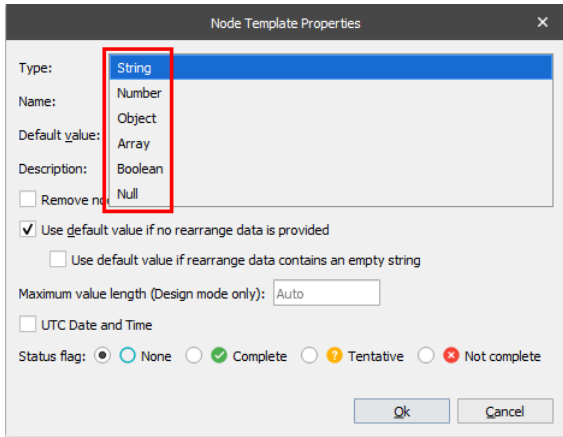 Node Template Properties
Type:
String
Number
Object
Array
Boolean
Null
Name:
Default value:
Description:
Remove no
Use default value if no rearrange data is provided
Use default value if rearrange data contains an empty string
Maximum value length (Design mode only): Auto
UTC Date and Time
Status flag: None Complete Tentative Not complete
Ok Cancel